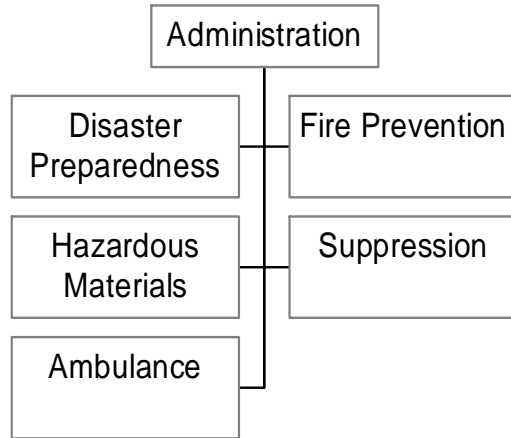 Administration
Disaster
Preparedness
Fire Prevention
Hazardous
Materials
Suppression
Ambulance